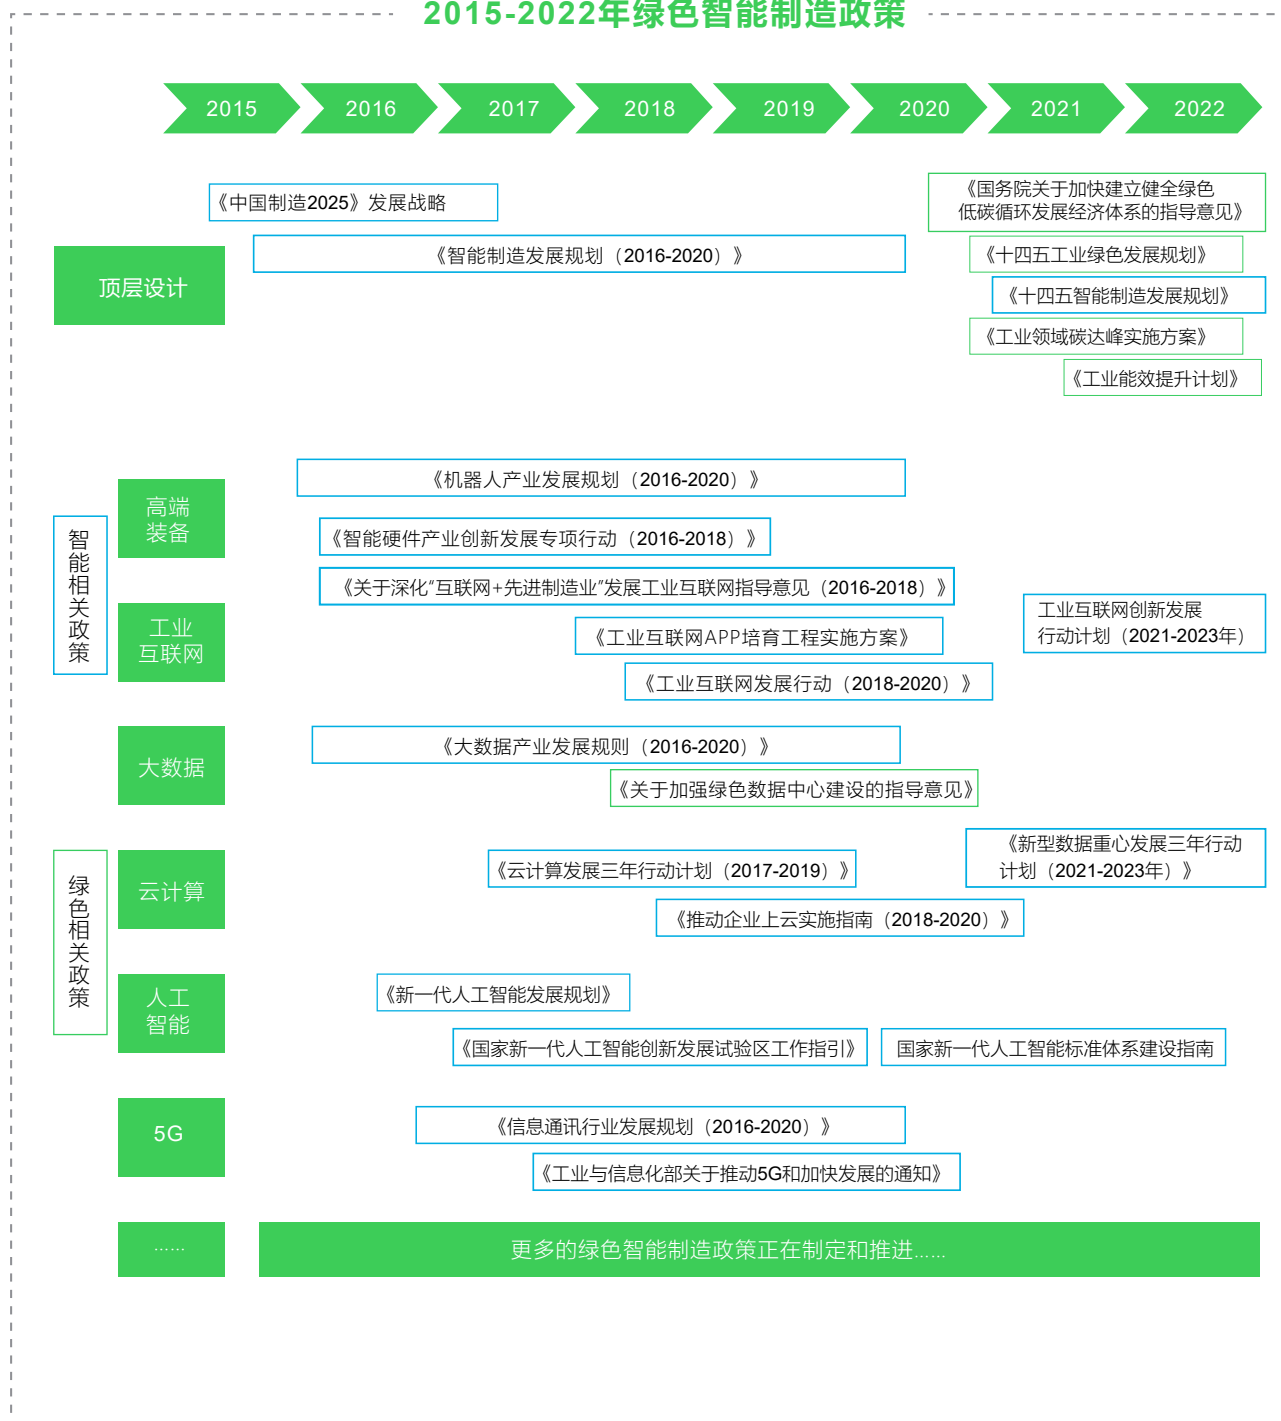 2015-2022年绿色智能制造政策
2015
2016
2017
2018
2019
2020
2021
2022
顶层设计
《中国制造2025》发展战略
《智能制造发展规划（2016-2020）》
《国务院关于加快建立健全绿色
低碳循环发展经济体系的指导意见》
《十四五工业绿色发展规划》
《十四五智能制造发展规划》
《工业领域碳达峰实施方案》
《工业能效提升计划》
智能相关政策
高端
装备
《机器人产业发展规划（2016-2020）》
《智能硬件产业创新发展专项行动（2016-2018）》
《关于深化“互联网+先进制造业”发展工业互联网指导意见（2016-2018）》
工业
互联网
《工业互联网APP培育工程实施方案》
《工业互联网发展行动（2018-2020）》
工业互联网创新发展
行动计划（2021-2023年）
大数据
《大数据产业发展规则（2016-2020）》
《关于加强绿色数据中心建设的指导意见》
绿色相关政策
云计算
《云计算发展三年行动计划（2017-2019）》
《推动企业上云实施指南（2018-2020）》
《新型数据重心发展三年行动
计划（2021-2023年）》
人工
智能
《新一代人工智能发展规划》
《国家新一代人工智能创新发展试验区工作指引》
国家新一代人工智能标准体系建设指南
5G
《信息通讯行业发展规划（2016-2020）》
《工业与信息化部关于推动5G和加快发展的通知》
……
更多的绿色智能制造政策正在制定和推进……